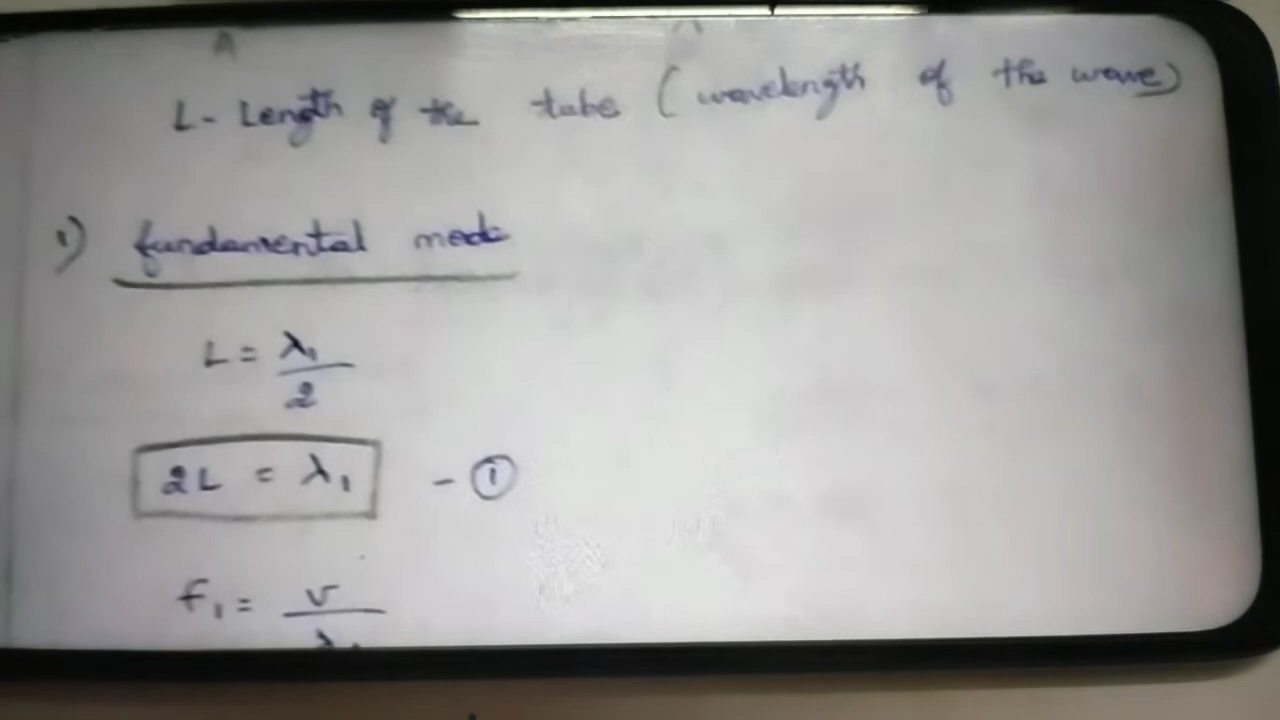 L - Length of the tube (wavelength of the wave)
1) fundamental mode
L = λ₁
2
2L = λ₁ - ①
f₁ = v
λ₁